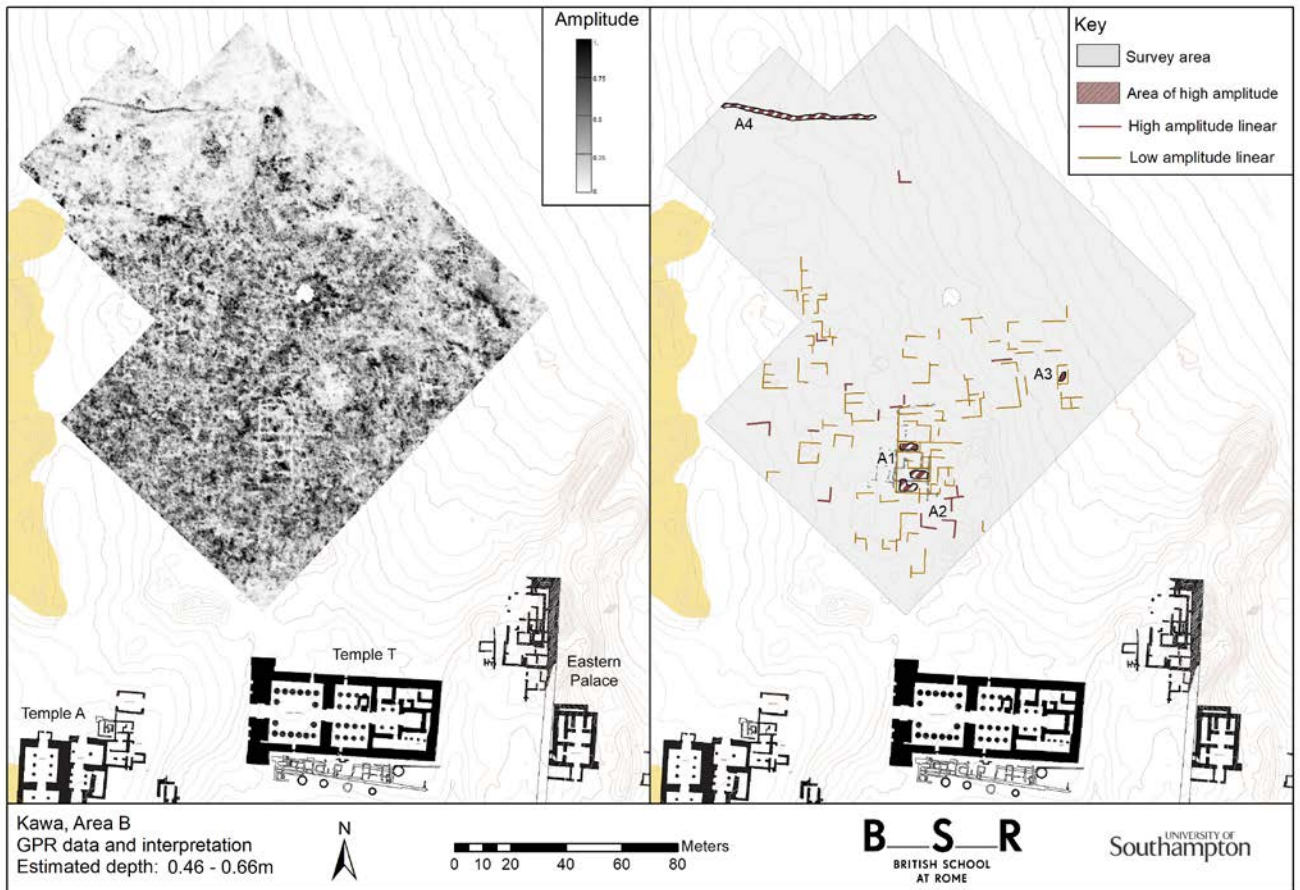 Amplitude
1.
0.75
0.5
0.25
0
Temple A
Temple T
Eastern
Palace
Key
Survey area
Area of high amplitude
High amplitude linear
Low amplitude linear
A4
A3
A1
A2
Kawa, Area B
GPR data and interpretation
Estimated depth: 0.46 - 0.66m
N
0 10 20 40 60 80 Meters
B S R
BRITISH SCHOOL
AT ROME
UNIVERSITY OF
Southampton